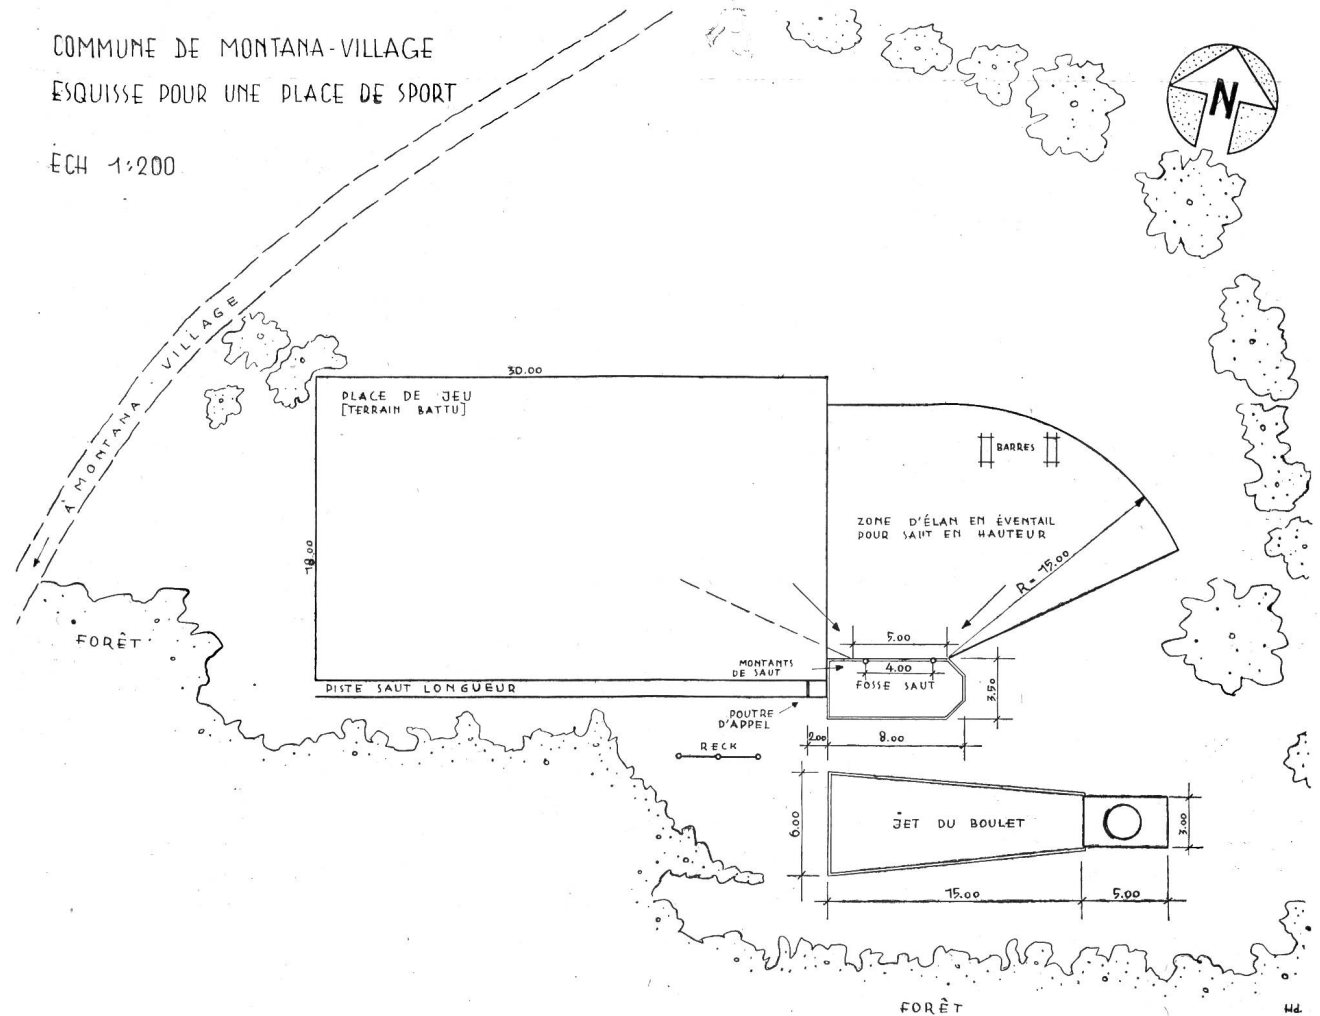 COMMUNE DE MONTANA-VILLAGE
ESQUISSE POUR UNE PLACE DE SPORT
ÉCH 1:200
N
À MONTANA-VILLAGE
30.00
PLACE DE JEU
[TERRAIN BATTU]
18.00
BARRES
ZONE D'ÉLAN EN ÉVENTAIL
POUR SAUT EN HAUTEUR
R = 15.00
FORÊT
5.00
MONTANTS
DE SAUT
4.00
FOSSE SAUT
3.50
PISTE SAUT LONGUEUR
POUTRE
D'APPEL
2.00
8.00
RECK
6.00
JET DU BOULET
3.00
15.00
5.00
FORÊT
Hd.